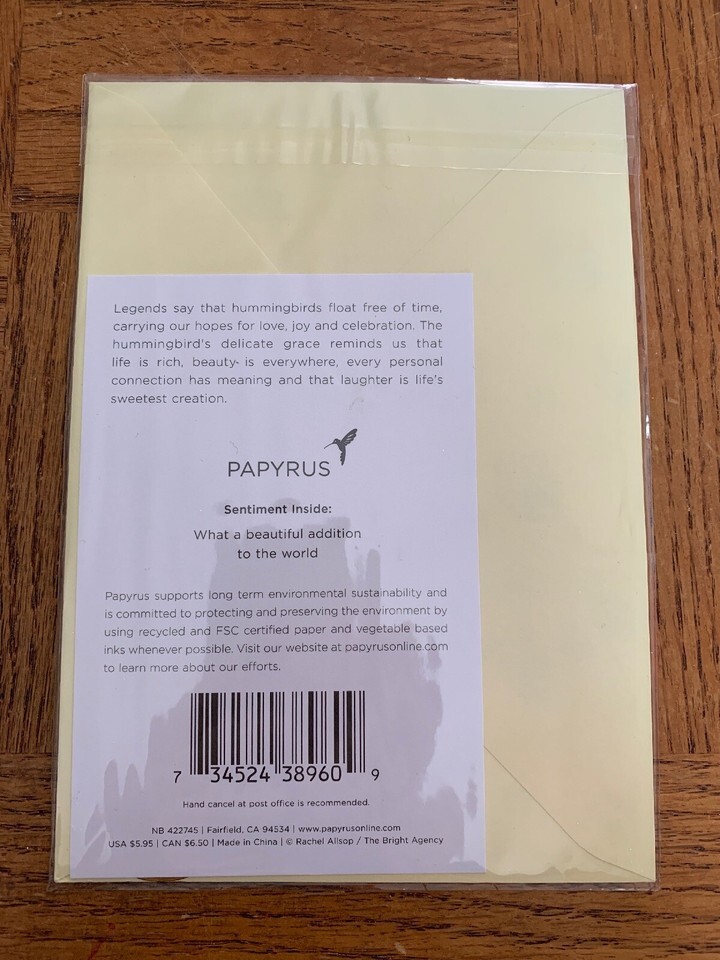 Legends say that hummingbirds float free of time,
carrying our hopes for love, joy and celebration. The
hummingbird's delicate grace reminds us that
life is rich, beauty- is everywhere, every personal
connection has meaning and that laughter is life's
sweetest creation.
PAPYRUS
Sentiment Inside:
What a beautiful addition
to the world
Papyrus supports long term environmental sustainability and
is committed to protecting and preserving the environment by
using recycled and FSC certified paper and vegetable based
inks whenever possible. Visit our website at papyrusonline.com
to learn more about our efforts.
7 34524 38960 9
Hand cancel at post office is recommended.
NB 422745 | Fairfield, CA 94534 | www.papyrusonline.com
USA $5.95 | CAN $6.50 | Made in China | © Rachel Allsop / The Bright Agency